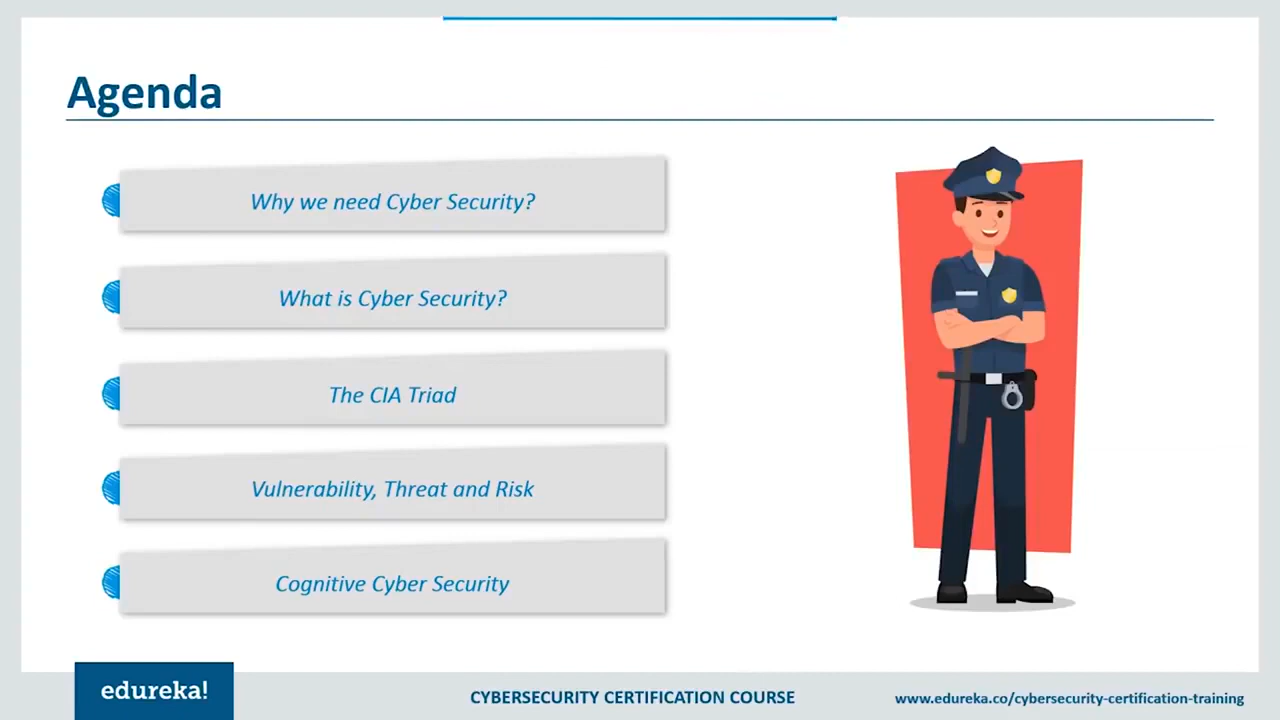 Agenda
Why we need Cyber Security?
What is Cyber Security?
The CIA Triad
Vulnerability, Threat and Risk
Cognitive Cyber Security
edureka!
CYBERSECURITY CERTIFICATION COURSE
www.edureka.co/cybersecurity-certification-training